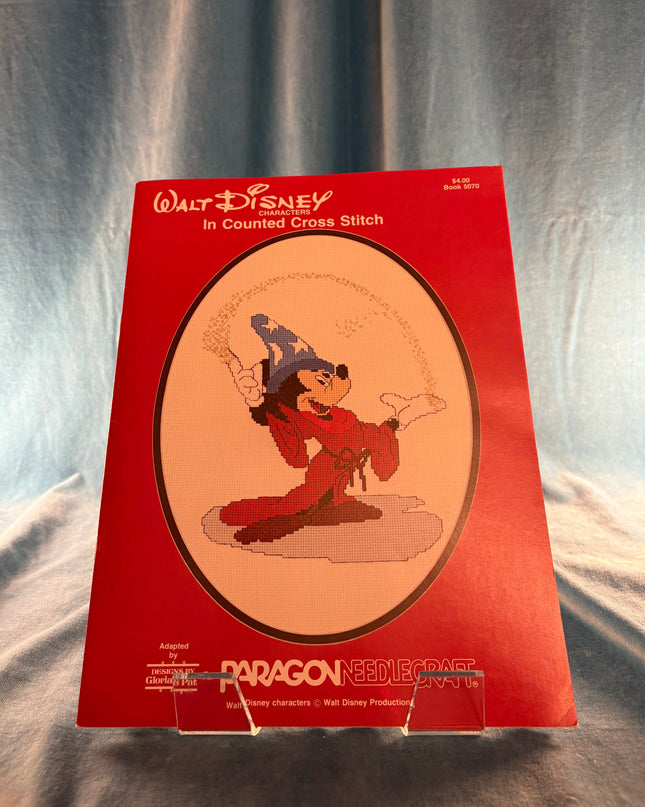 $4.00
Book 5070
WALT DISNEY
CHARACTERS
In Counted Cross Stitch
Adapted
by
DESIGNS BY
Gloria & Pat
PARAGON NEEDLECRAFT®
Walt Disney characters © Walt Disney Productions